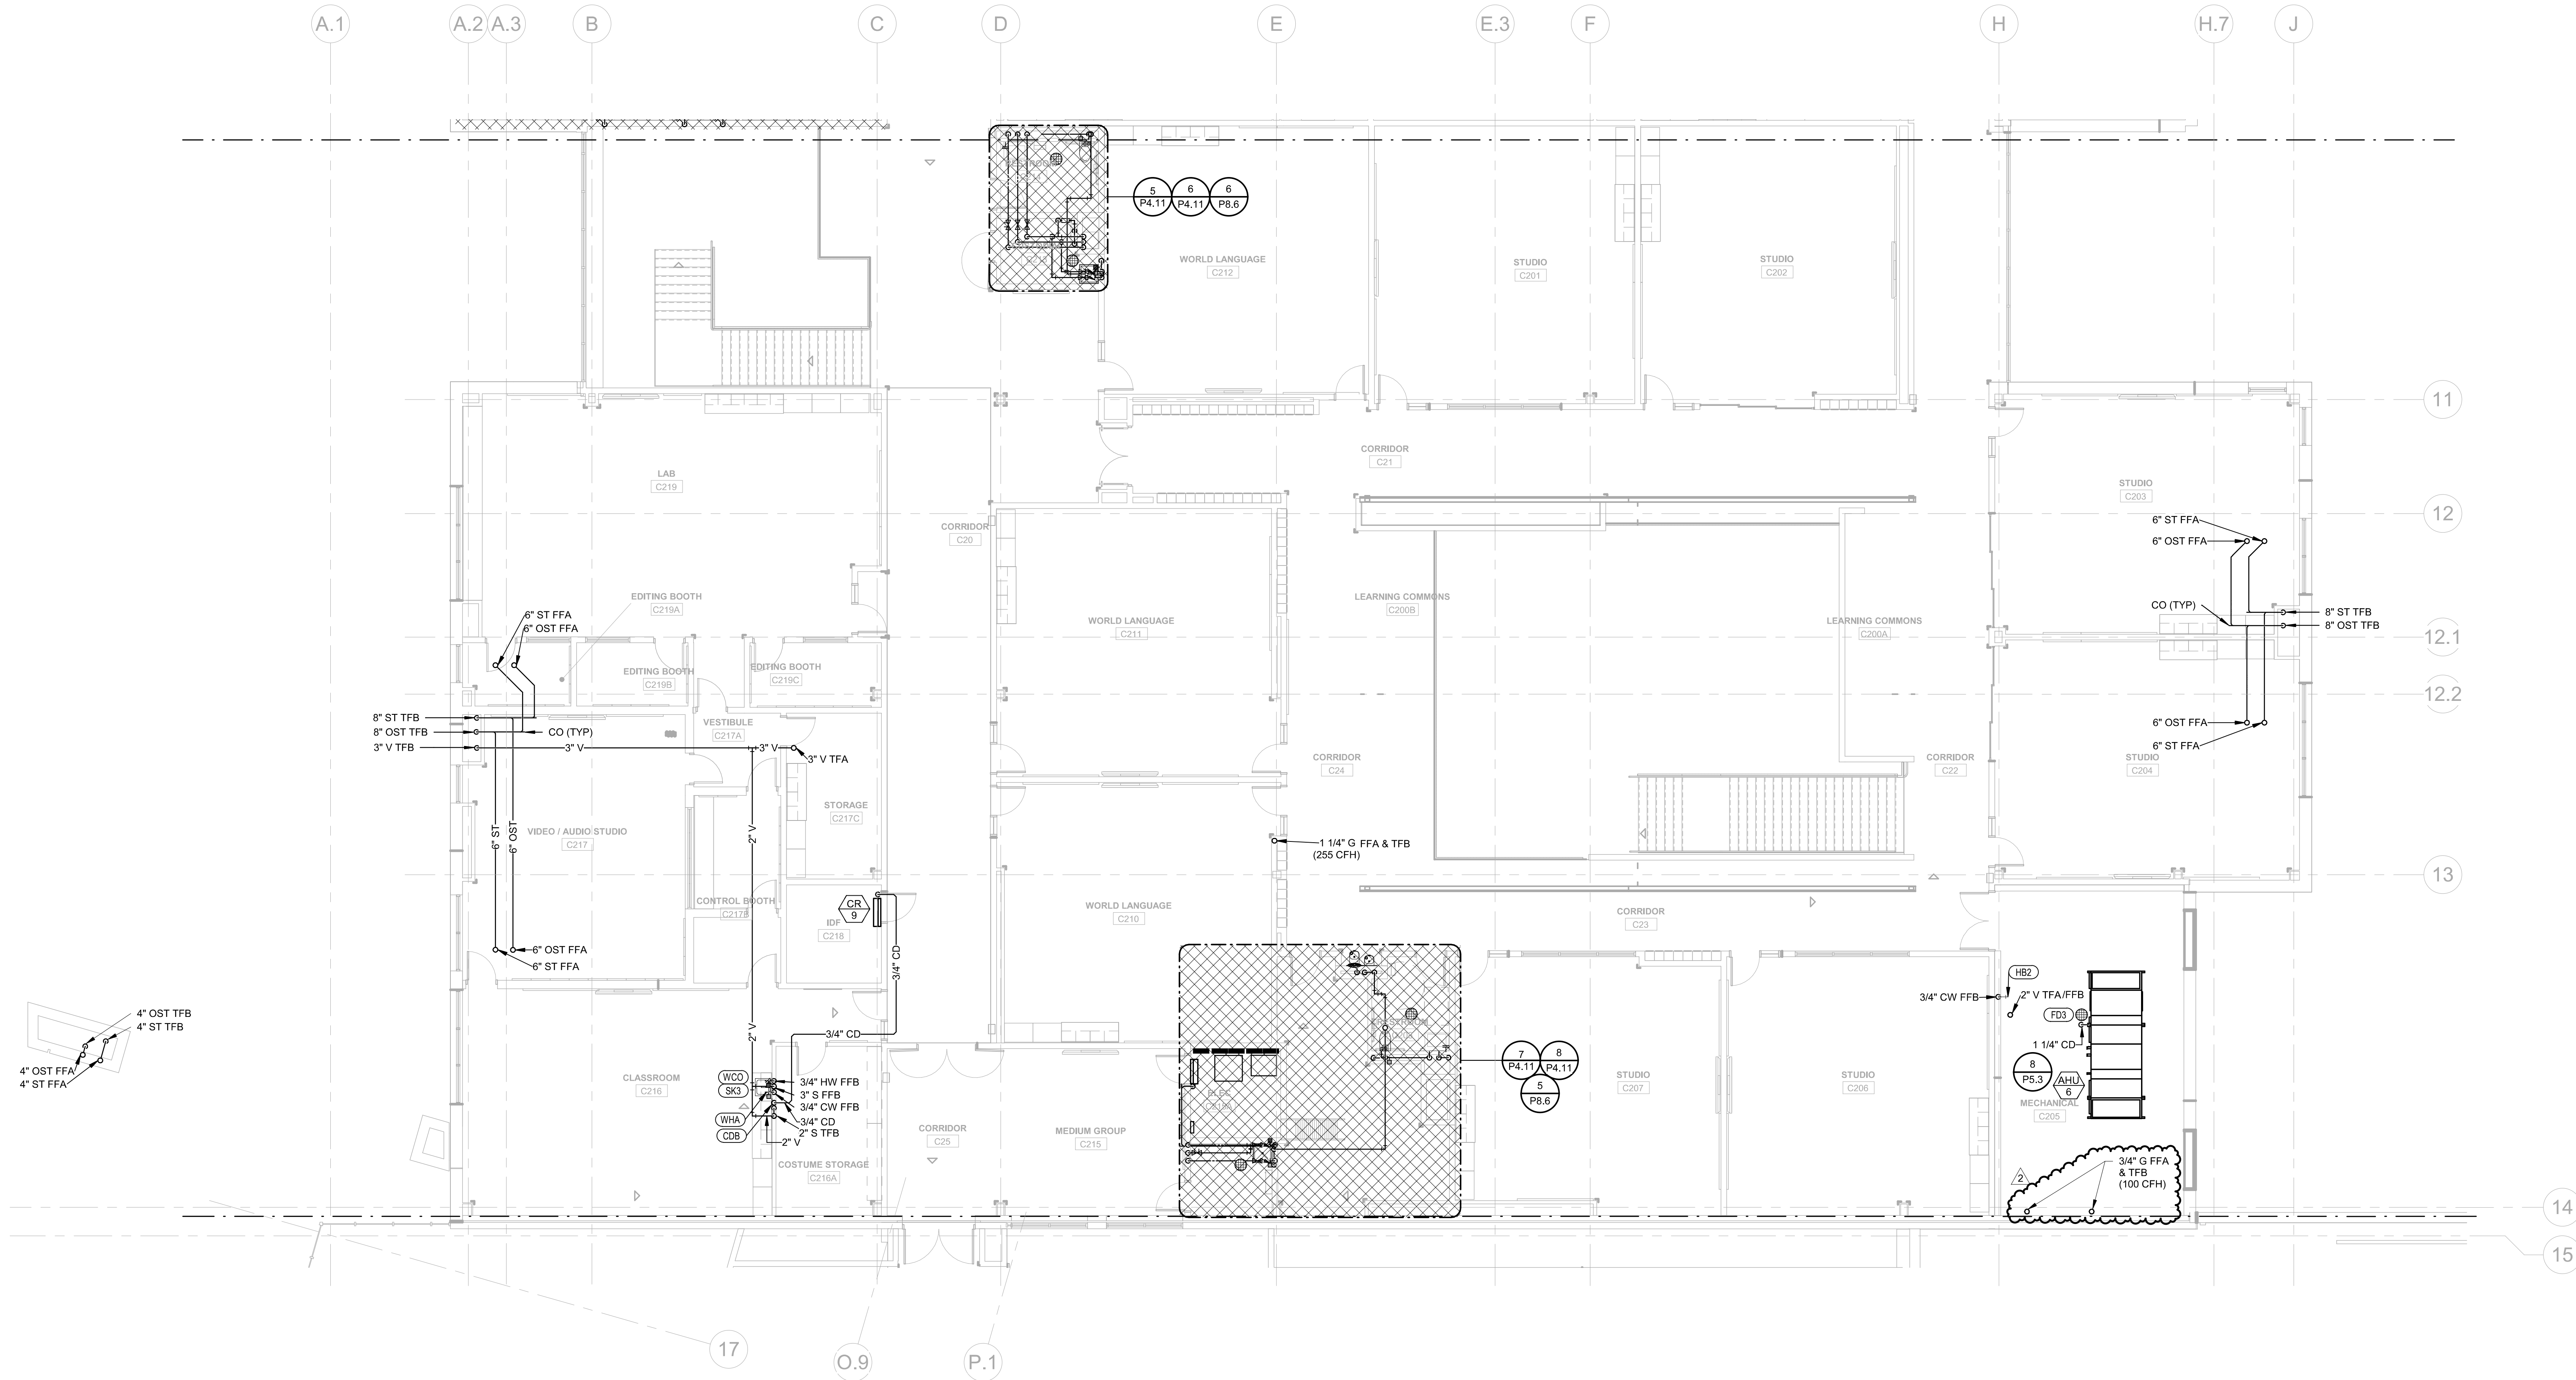 A.1
A.2
A.3
B
C
D
E
E.3
F
H
H.7
J
5
P4.11
6
P4.11
6
P8.6
WORLD LANGUAGE
C212
STUDIO
C201
STUDIO
C202
11
CORRIDOR
C21
LAB
C219
STUDIO
C203
12
CORRIDOR
C20
6" ST FFA
6" OST FFA
EDITING BOOTH
C219A
LEARNING COMMONS
C200B
CO (TYP)
8" ST TFB
8" OST TFB
6" ST FFA
6" OST FFA
WORLD LANGUAGE
C211
LEARNING COMMONS
C200A
12.1
EDITING BOOTH
C219B
EDITING BOOTH
C219C
12.2
8" ST TFB
8" OST TFB
3" V TFB
CO (TYP)
3" V
3" V
3" V TFA
VESTIBULE
C217A
6" OST FFA
6" ST FFA
CORRIDOR
C24
CORRIDOR
C22
STUDIO
C204
STORAGE
C217C
VIDEO / AUDIO STUDIO
C217
6" ST
6" OST
2" V
1 1/4" G FFA & TFB
(255 CFH)
13
CONTROL BOOTH
C217B
CR
9
IDF
C218
WORLD LANGUAGE
C210
CORRIDOR
C23
6" OST FFA
6" ST FFA
3/4" CD
HB2
3/4" CW FFB
2" V TFA/FFB
FD3
1 1/4" CD
4" OST TFB
4" ST TFB
4" OST FFA
4" ST FFA
2" V
3/4" CD
RESTROOM
7
P4.11
8
P4.11
5
P8.6
8
P5.3
AHU
6
MECHANICAL
C205
CLASSROOM
C216
WCO
SK3
WHA
CDB
3/4" HW FFB
3" S FFB
3/4" CW FFB
3/4" CD
2" S TFB
2" V
ELEC
STUDIO
C207
STUDIO
C206
CORRIDOR
C25
MEDIUM GROUP
C215
COSTUME STORAGE
C216A
2
3/4" G FFA
& TFB
(100 CFH)
14
15
17
O.9
P.1